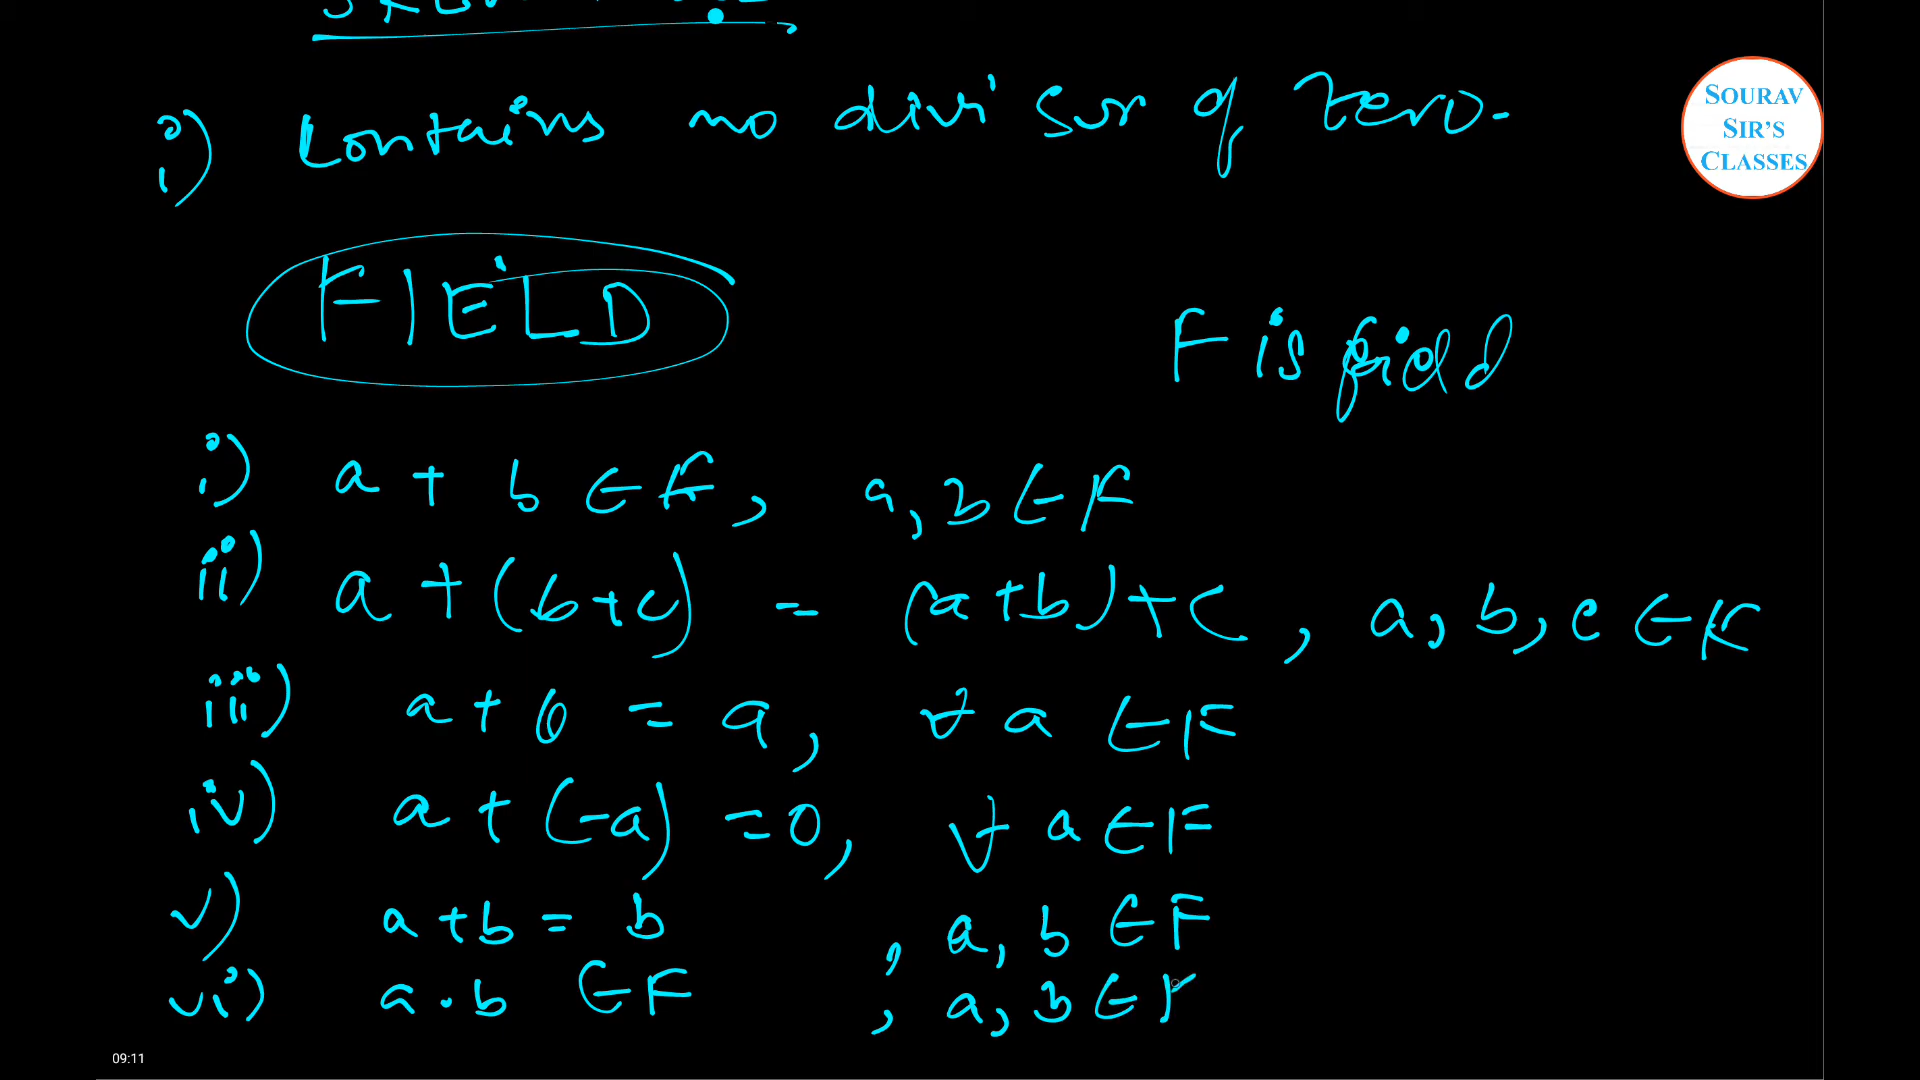 i) Contains no divisor of zero.
SOURAV
SIR'S
CLASSES
FIELD
F is field
i) a + b ∈ F, a, b ∈ F
ii) a + (b+c) = (a+b)+c, a, b, c ∈ F
iii) a + 0 = a, ∀ a ∈ F
iv) a + (-a) = 0, ∀ a ∈ F
v) a + b = b , a, b ∈ F
vi) a . b ∈ F , a, b ∈ F
09:11